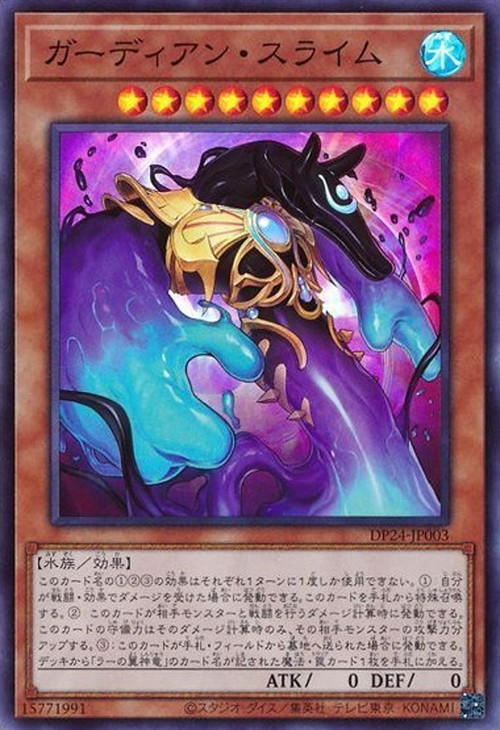 ガーディアン・スライム
水
DP24-JP003
【水族／効果】
このカード名の①②③の効果はそれぞれ1ターンに1度しか使用できない。①：自分
が戦闘・効果でダメージを受けた場合に発動できる。このカードを手札から特殊召喚
する。②：このカードが相手モンスターと戦闘を行うダメージ計算時に発動できる。
このカードの守備力はそのダメージ計算時のみ、その相手モンスターの攻撃力分
アップする。③：このカードが手札・フィールドから墓地へ送られた場合に発動できる。
デッキから「ラーの翼神竜」のカード名が記された魔法・罠カード1枚を手札に加える。
ATK/ 0 DEF/ 0
15771991 ©スタジオ・ダイス／集英社 テレビ東京 KONAMI